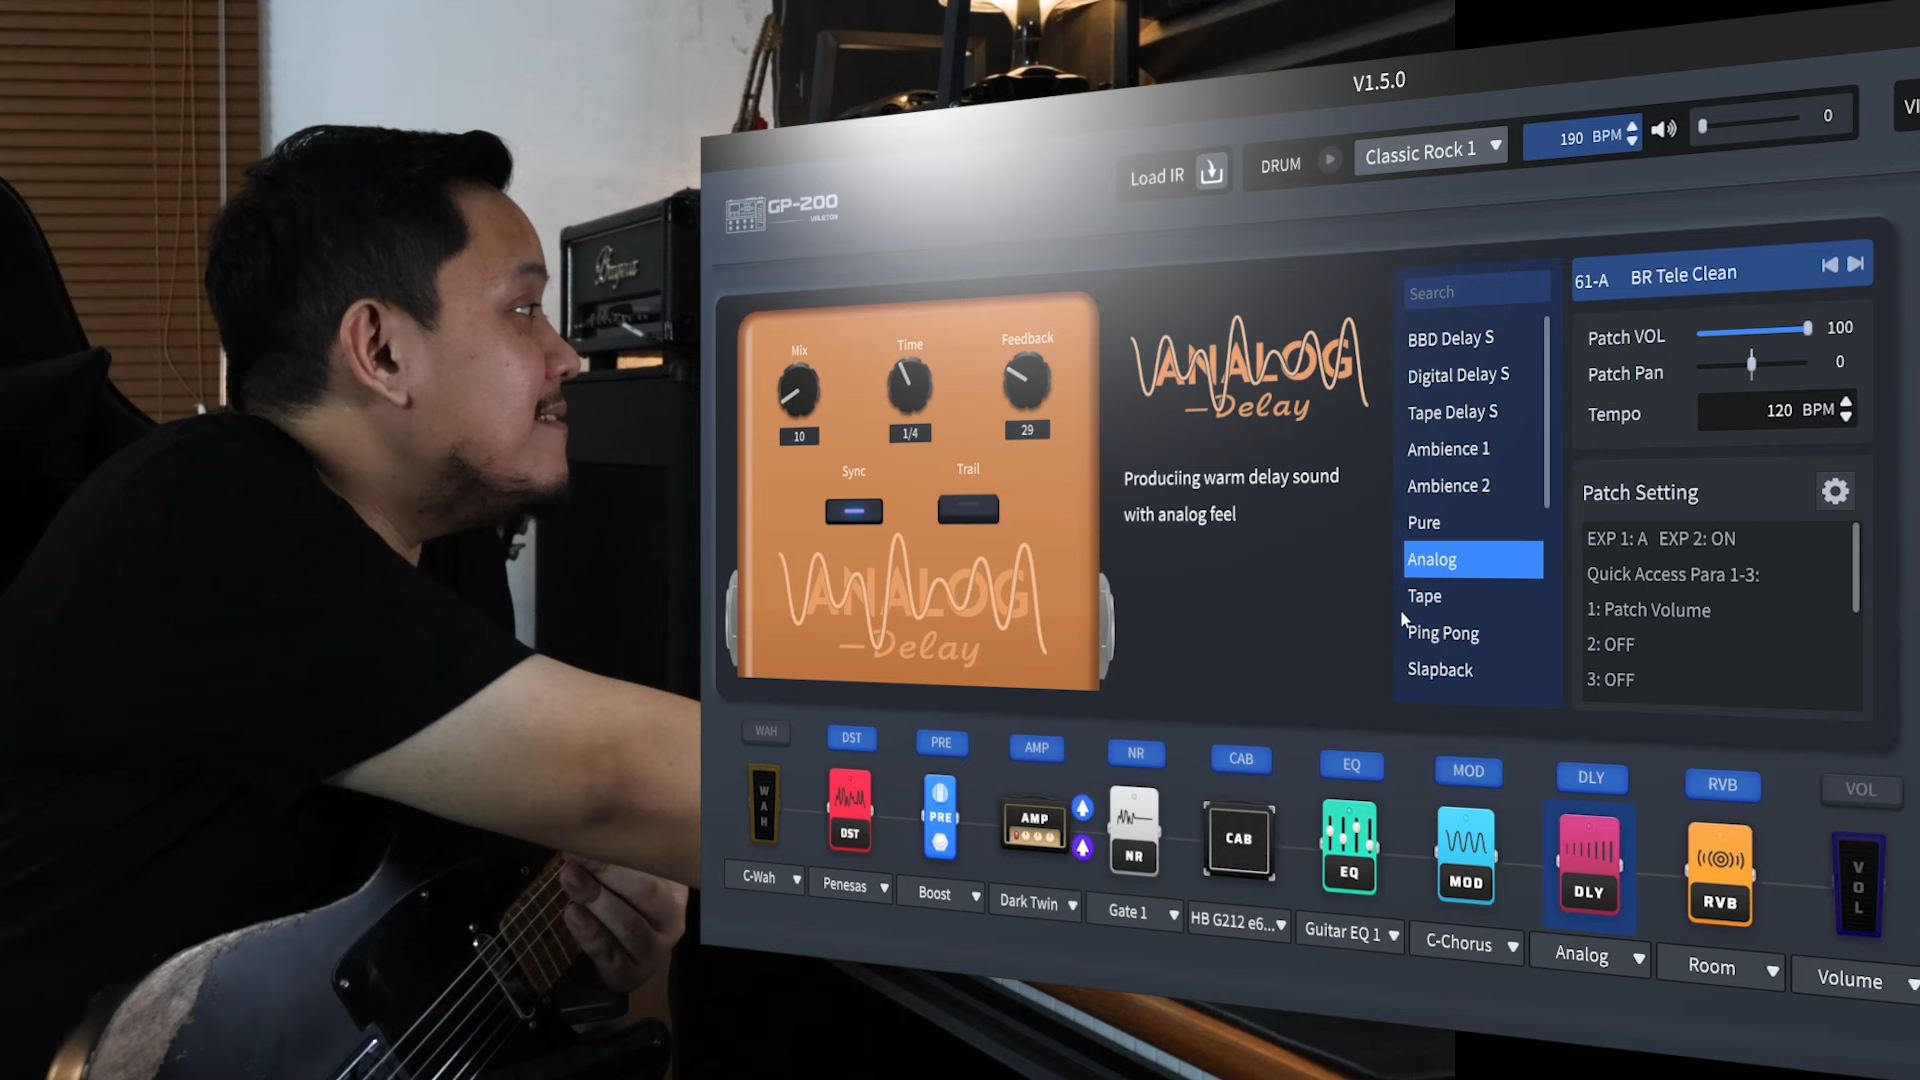 V1.5.0
Load IR
DRUM
Classic Rock 1
190 BPM
0
GP-200
VALETON
Mix
Time
Feedback
10
1/4
29
Sync
Trail
ANALOG
Delay
ANALOG
Delay
Produciing warm delay sound
with analog feel
Search
BBD Delay S
Digital Delay S
Tape Delay S
Ambience 1
Ambience 2
Pure
Analog
Tape
Ping Pong
Slapback
61-A BR Tele Clean
Patch VOL 100
Patch Pan 0
Tempo 120 BPM
Patch Setting
EXP 1: A EXP 2: ON
Quick Access Para 1-3:
1: Patch Volume
2: OFF
3: OFF
WAH DST PRE AMP NR CAB EQ MOD DLY RVB VOL
WAH DST PRE AMP NR CAB EQ MOD DLY RVB VOL
C-Wah Penesas Boost Dark Twin Gate 1 HB G212 e6... Guitar EQ 1 C-Chorus Analog Room Volume